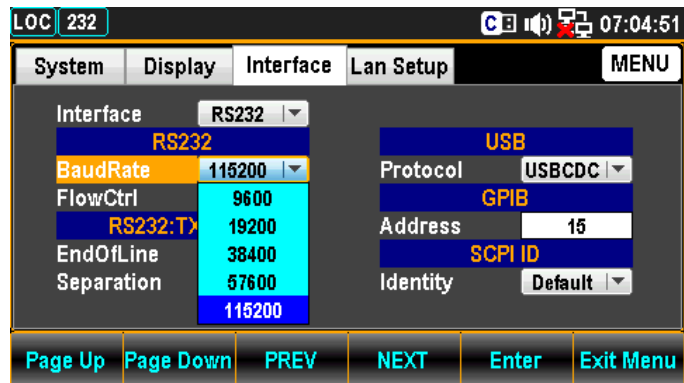 LOC 232 C 07:04:51
System Display Interface Lan Setup MENU
Interface RS232
RS232 USB
BaudRate 115200 Protocol USBCDC
FlowCtrl 9600 GPIB
RS232:TX 19200 Address 15
EndOfLine 38400 SCPI ID
Separation 57600 Identity Default
115200
Page Up Page Down PREV NEXT Enter Exit Menu